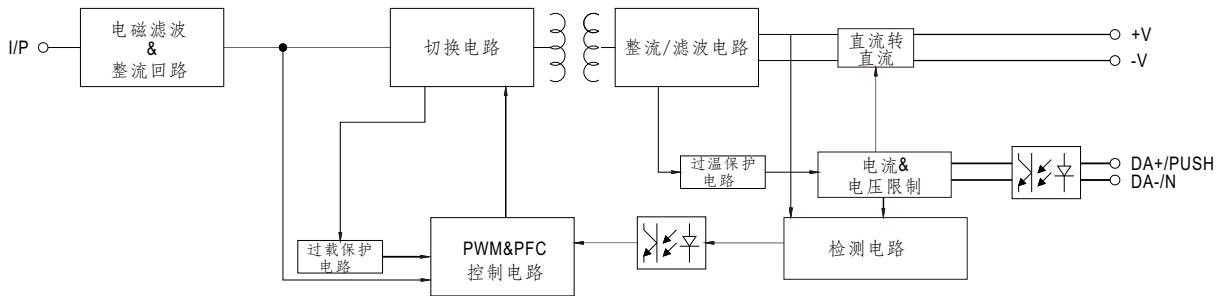 I/P
电磁滤波
&
整流回路
切换电路
整流/滤波电路
直流转
直流
+V
-V
过温保护
电路
电流&
电压限制
DA+/PUSH
DA-/N
过载保护
电路
PWM&PFC
控制电路
检测电路